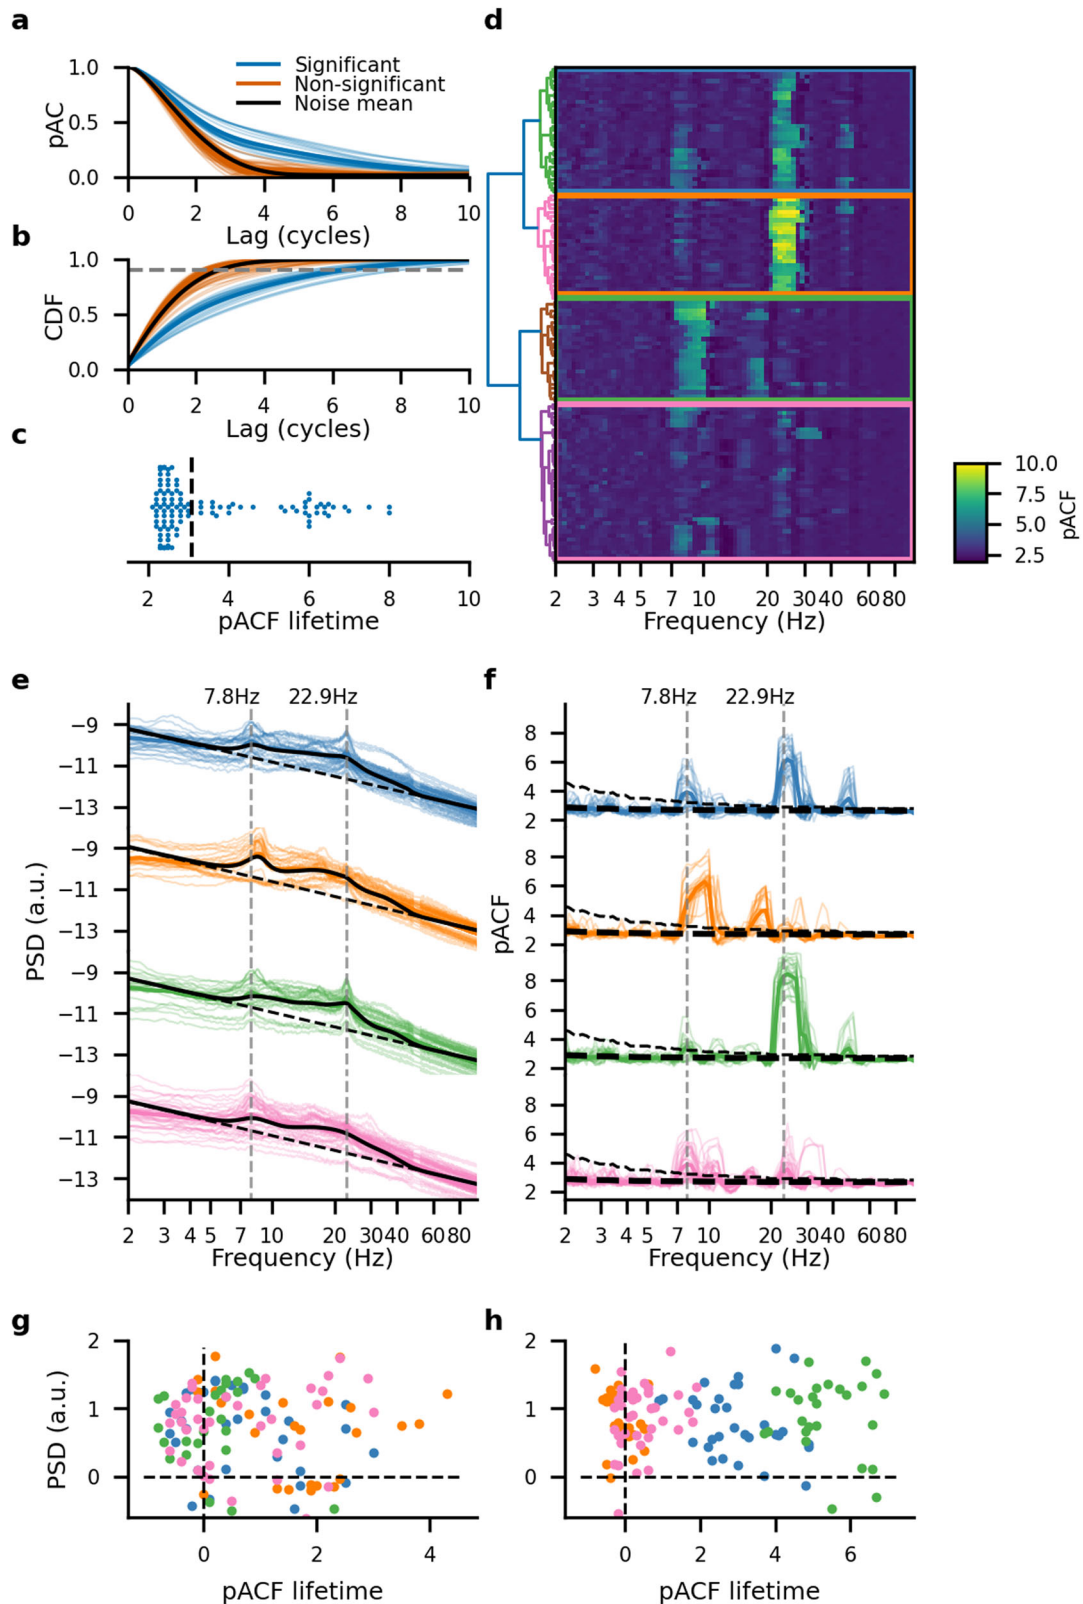 a
1.0
0.5
0.0
pAC
Significant
Non-significant
Noise mean
0 2 4 6 8 10
Lag (cycles)
b
1.0
0.5
0.0
CDF
0 2 4 6 8 10
Lag (cycles)
c
2 4 6 8 10
pACF lifetime
d
2 3 4 5 7 10 20 30 40 60 80
Frequency (Hz)
10.0
7.5
5.0
2.5
pACF
e
7.8Hz 22.9Hz
−9
−11
−13
−9
−11
−13
−9
−11
−13
−9
−11
−13
PSD (a.u.)
2 3 4 5 7 10 20 30 40 60 80
Frequency (Hz)
f
7.8Hz 22.9Hz
8
6
4
2
8
6
4
2
8
6
4
2
8
6
4
2
pACF
2 3 4 5 7 10 20 30 40 60 80
Frequency (Hz)
g
2
1
0
PSD (a.u.)
0 2 4
pACF lifetime
h
2
1
0
0 2 4 6
pACF lifetime